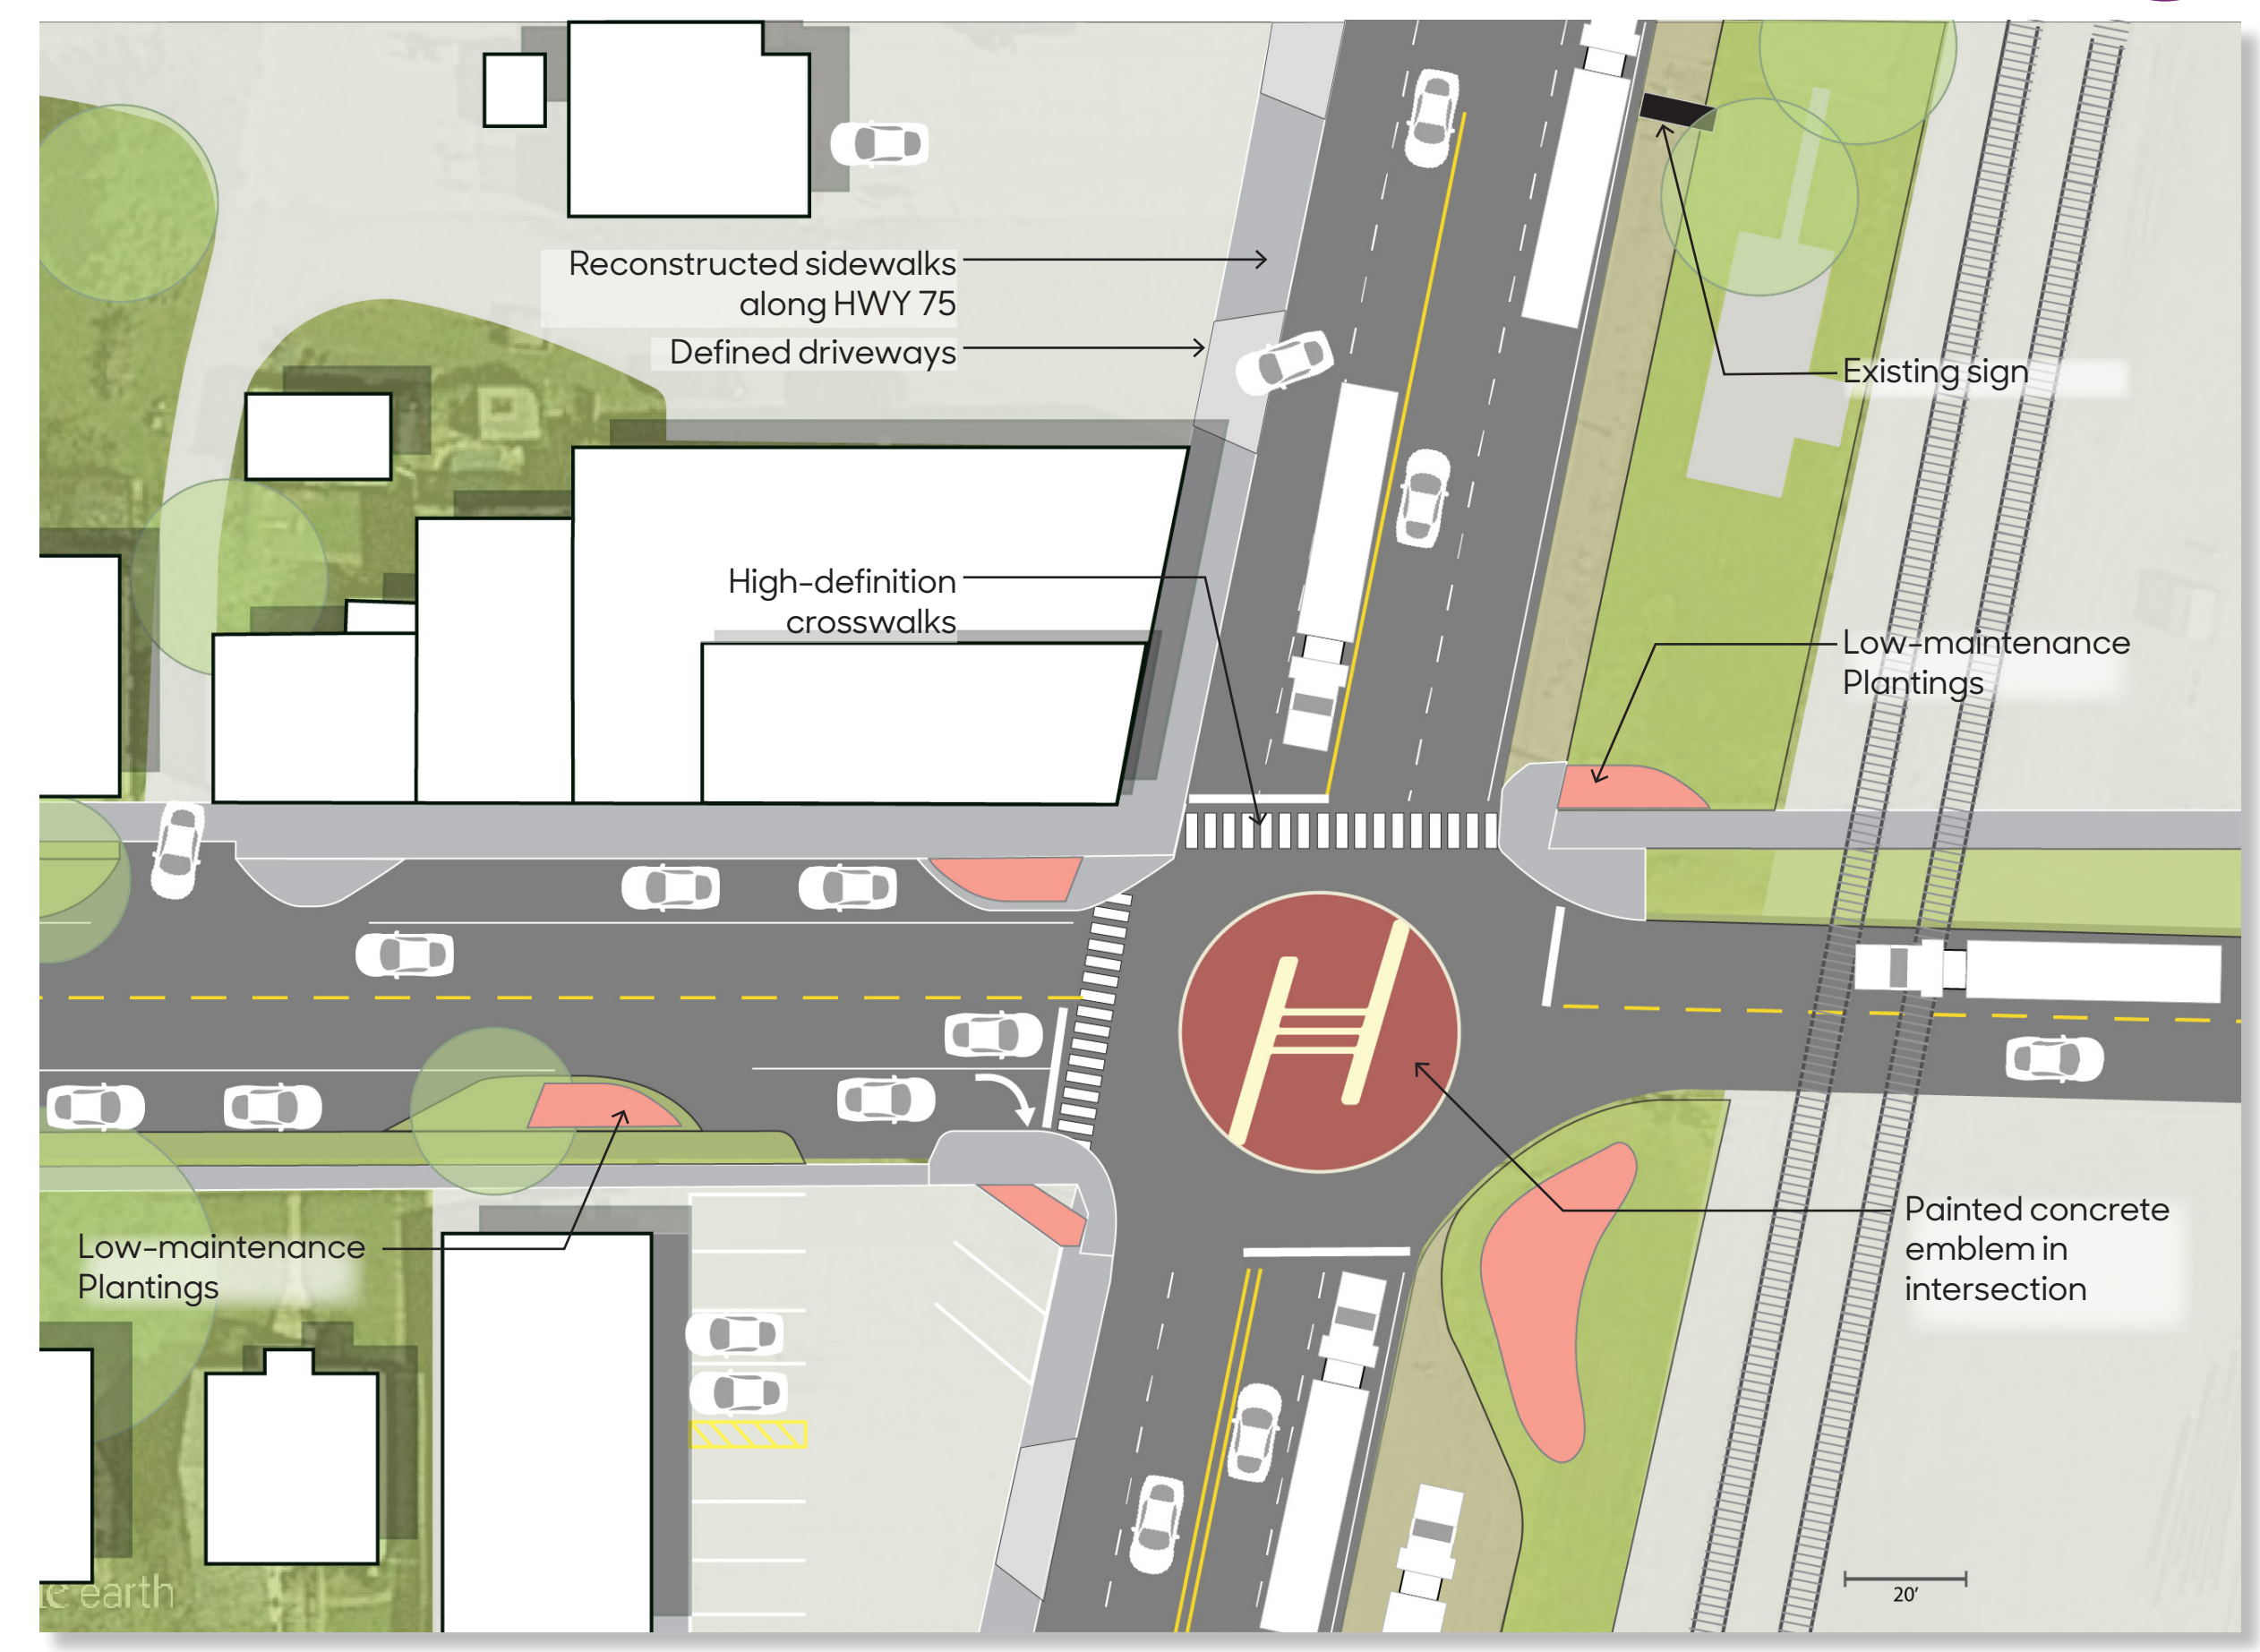 Reconstructed sidewalks
along HWY 75
Defined driveways
Existing sign
High-definition
crosswalks
Low-maintenance
Plantings
H
Low-maintenance
Plantings
Painted concrete
emblem in
intersection
20'
earth